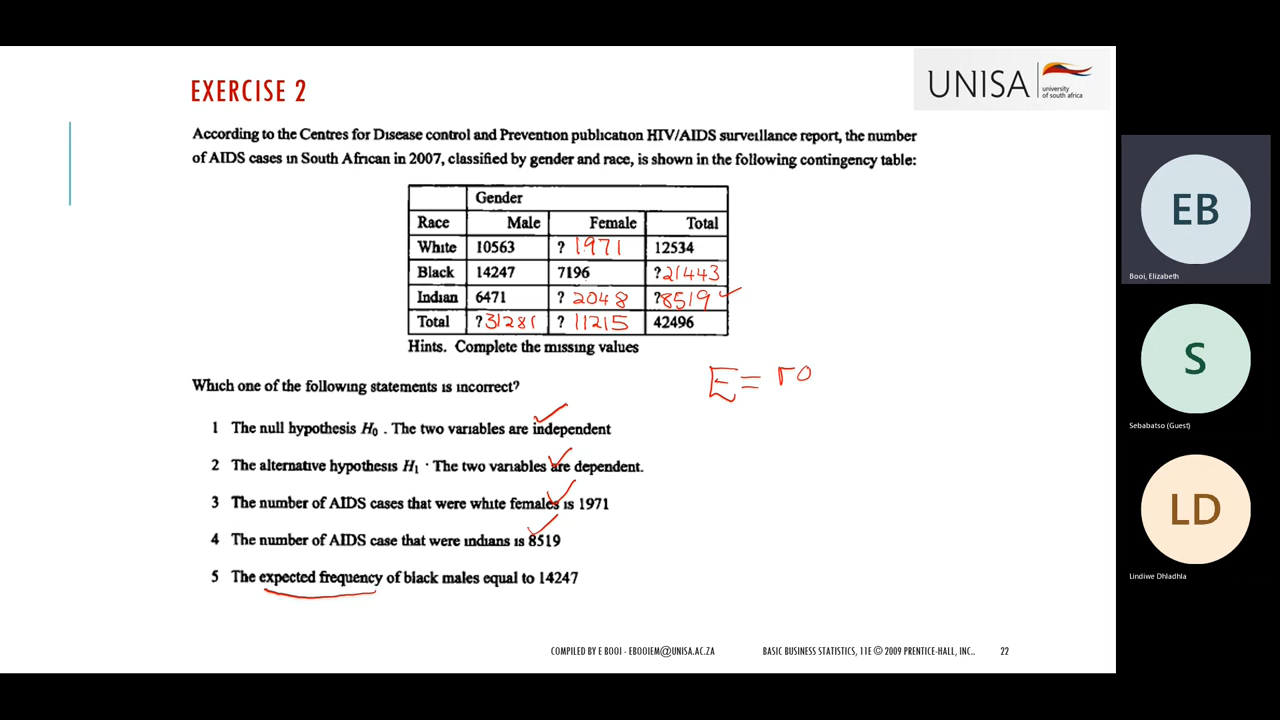 EXERCISE 2
UNISA
university
of south africa
According to the Centres for Disease control and Prevention publication HIV/AIDS surveillance report, the number
of AIDS cases in South African in 2007, classified by gender and race, is shown in the following contingency table:
Gender
Race Male Female Total
White 10563 ? 1971 12534
Black 14247 7196 ? 21443
Indian 6471 ? 2048 ? 8519
Total ? 31281 ? 11215 42496
Hints. Complete the missing values
E = ro
Which one of the following statements is incorrect?
1 The null hypothesis H0 . The two variables are independent
2 The alternative hypothesis H1 · The two variables are dependent.
3 The number of AIDS cases that were white females is 1971
4 The number of AIDS case that were indians is 8519
5 The expected frequency of black males equal to 14247
COMPILED BY E BOOI - EBOOIEM@UNISA.AC.ZA BASIC BUSINESS STATISTICS, 11E © 2009 PRENTICE-HALL, INC.. 22
EB
Booi, Elizabeth
S
Sebabatso (Guest)
LD
Lindiwe Dhladhla